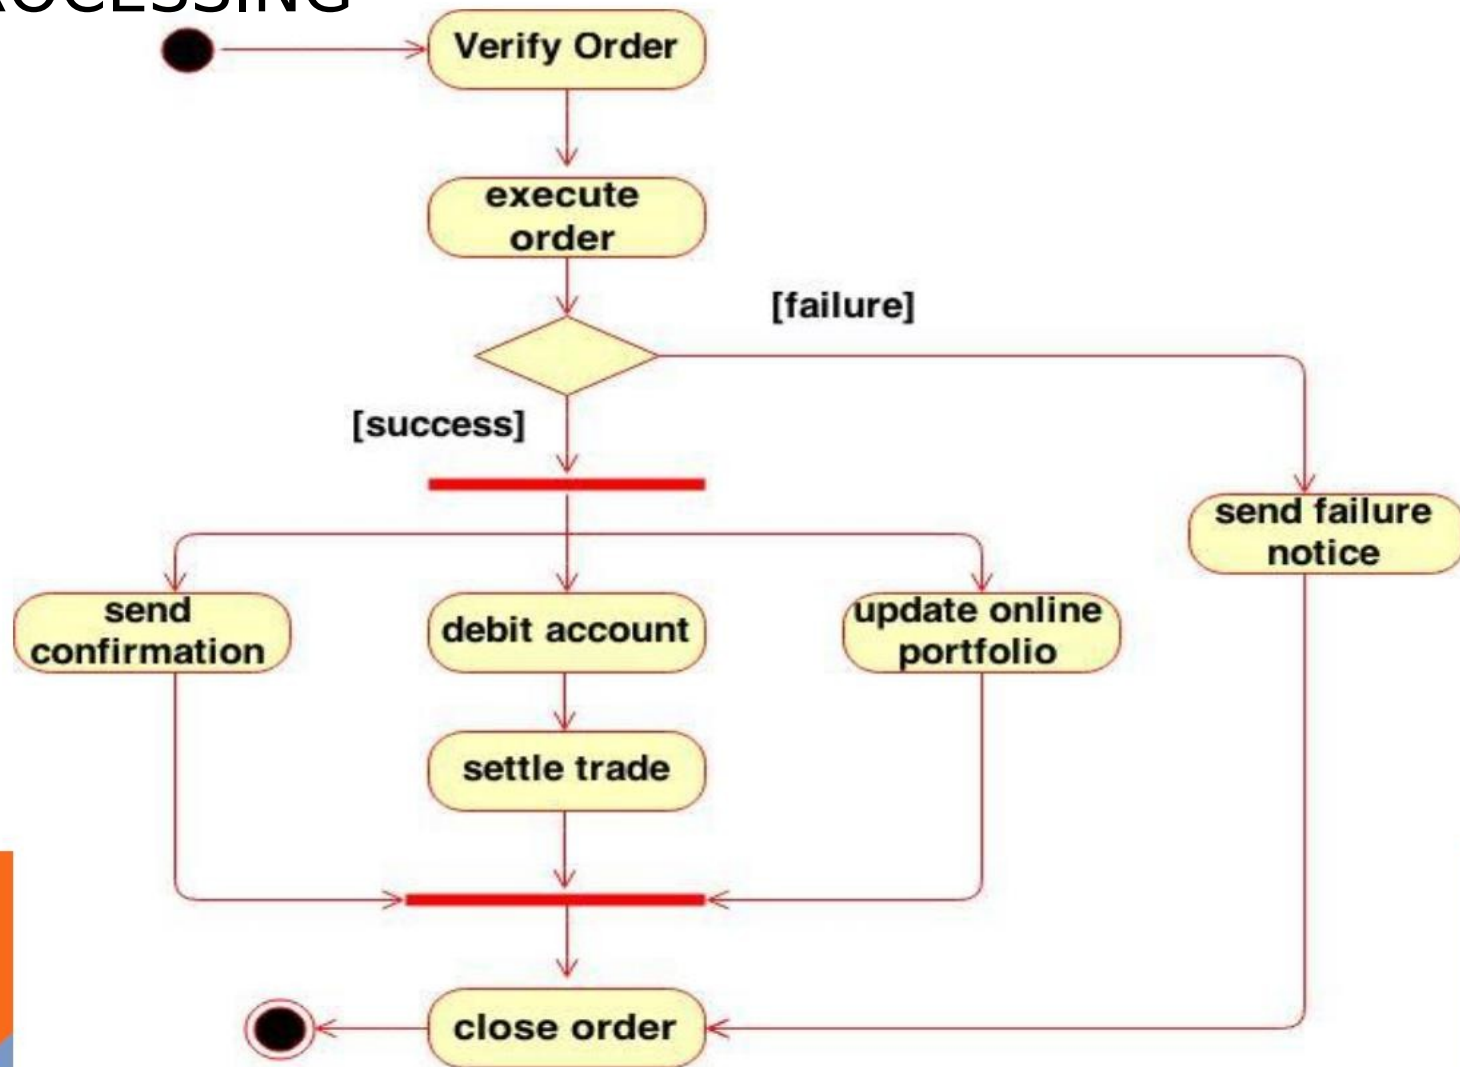 ROCESSING
Verify Order
execute
order
[failure]
[success]
send failure
notice
send
confirmation
debit account
update online
portfolio
settle trade
close order